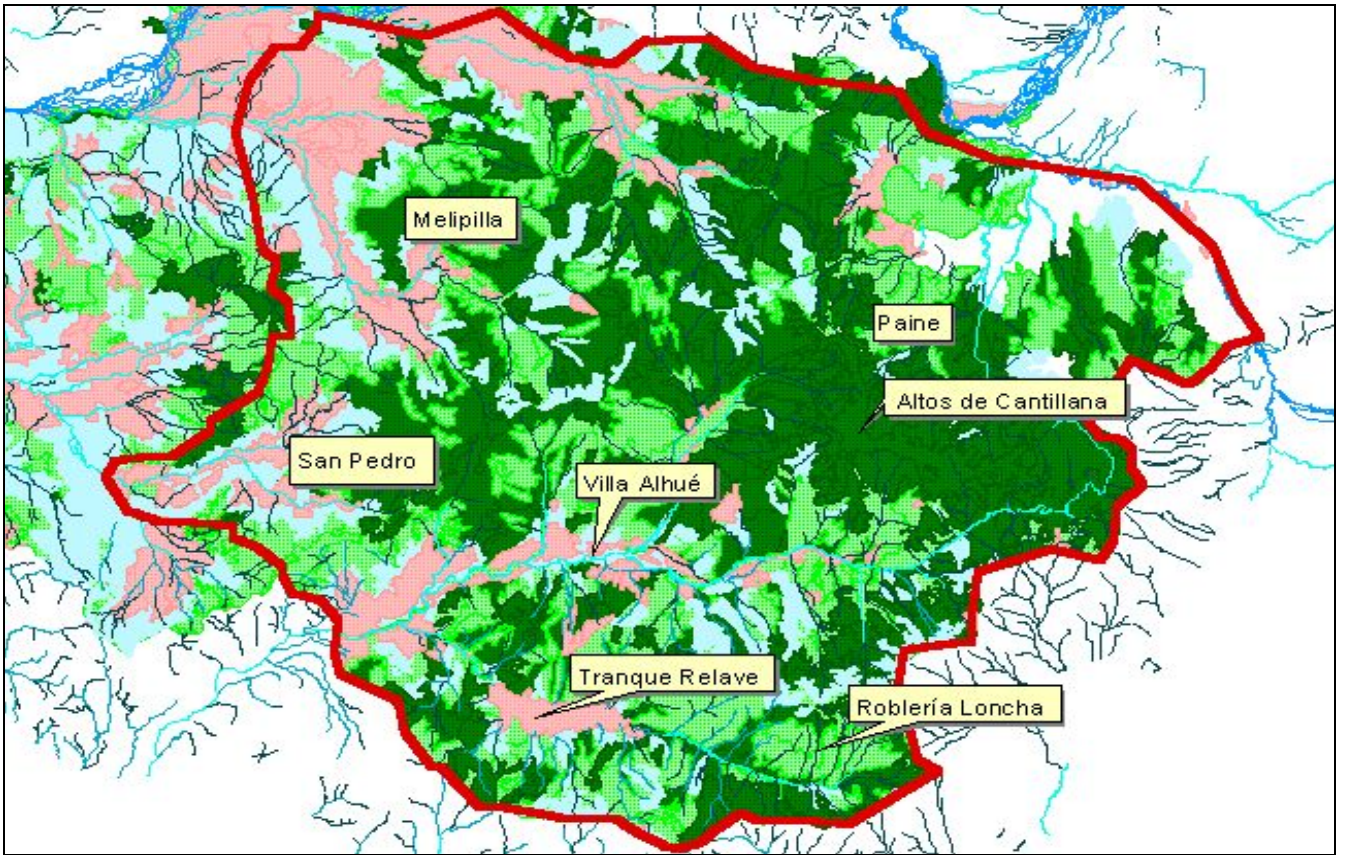 Melipilla
Paine
Altos de Cantillana
San Pedro
Villa Alhué
Tranque Relave
Roblería Loncha